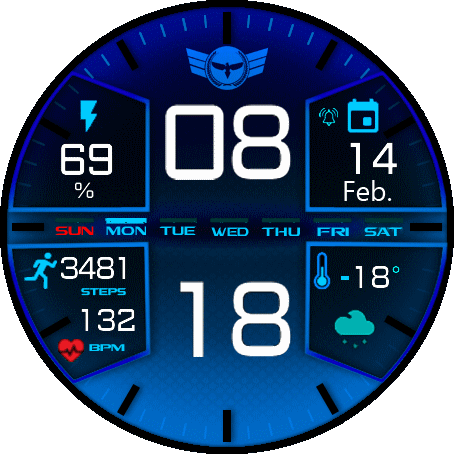 08
69
%
14
Feb.
SUN MON TUE WED THU FRI SAT
3481
STEPS
132
BPM
18
-18°